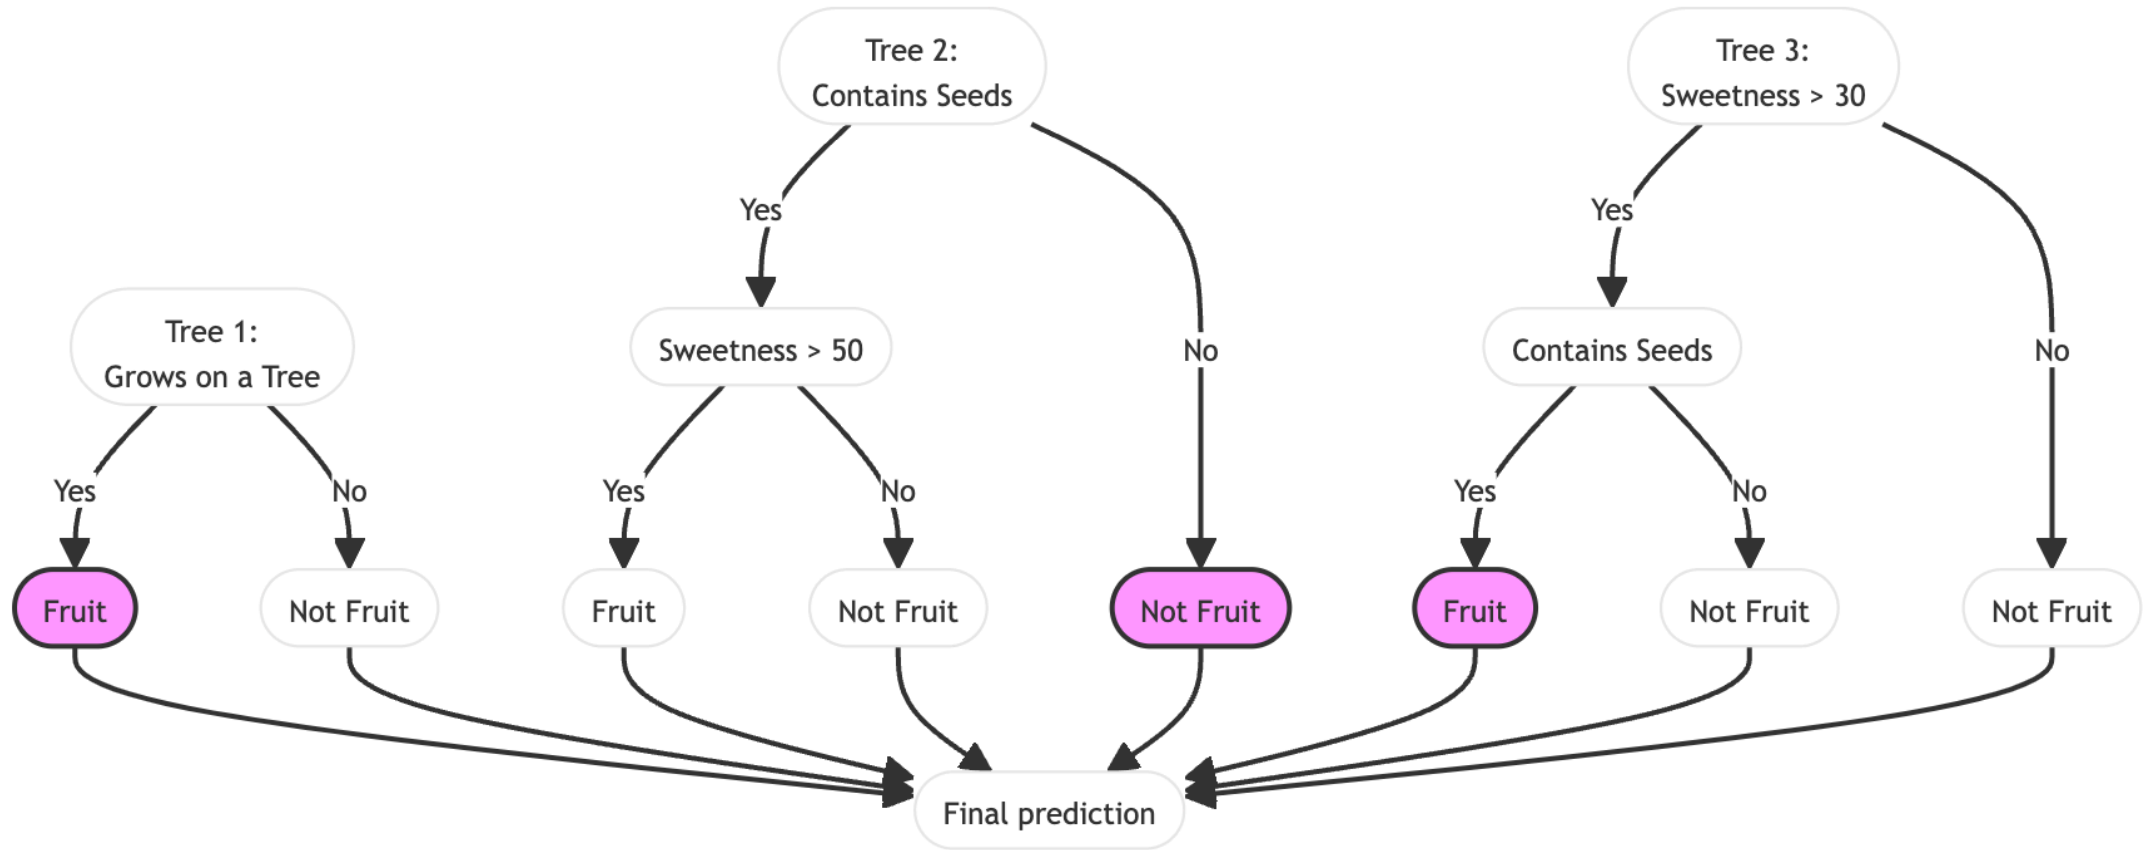 Tree 2:
Contains Seeds
Tree 3:
Sweetness > 30
Yes
Yes
Tree 1:
Grows on a Tree
Sweetness > 50
No
Contains Seeds
No
Yes
No
Yes
No
Yes
No
Fruit
Not Fruit
Fruit
Not Fruit
Not Fruit
Fruit
Not Fruit
Not Fruit
Final prediction